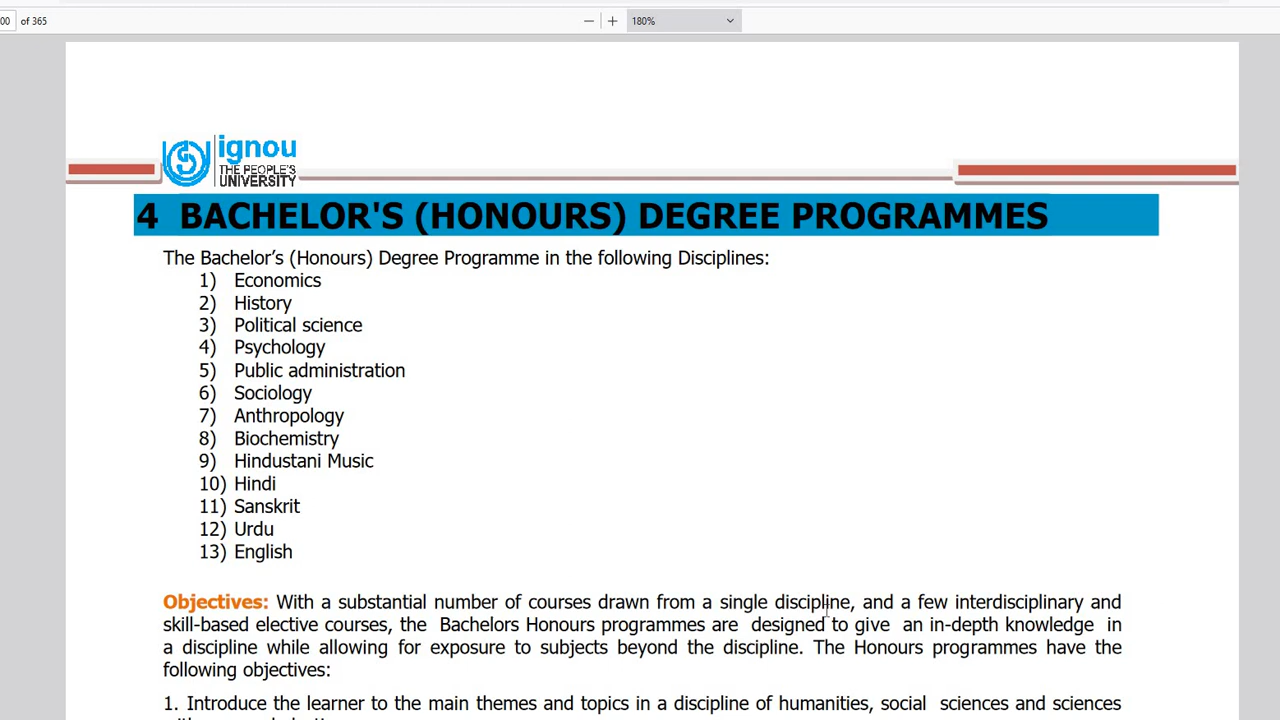 00 of 365
180%
ignou
THE PEOPLE'S
UNIVERSITY
4 BACHELOR'S (HONOURS) DEGREE PROGRAMMES
The Bachelor’s (Honours) Degree Programme in the following Disciplines:
1) Economics
2) History
3) Political science
4) Psychology
5) Public administration
6) Sociology
7) Anthropology
8) Biochemistry
9) Hindustani Music
10) Hindi
11) Sanskrit
12) Urdu
13) English
Objectives: With a substantial number of courses drawn from a single discipline, and a few interdisciplinary and
skill-based elective courses, the Bachelors Honours programmes are designed to give an in-depth knowledge in
a discipline while allowing for exposure to subjects beyond the discipline. The Honours programmes have the
following objectives:
1. Introduce the learner to the main themes and topics in a discipline of humanities, social sciences and sciences